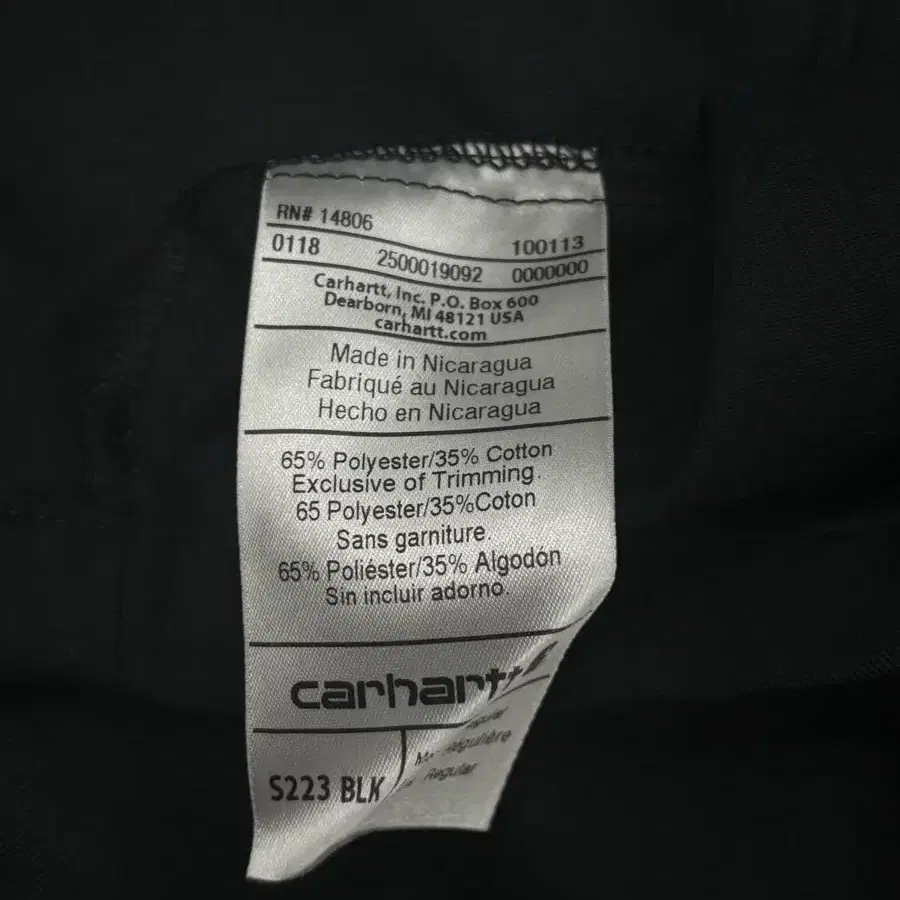 RN# 14806
0118 2500019092 100113
0000000
Carhartt, Inc. P.O. Box 600
Dearborn, MI 48121 USA
carhartt.com
Made in Nicaragua
Fabriqué au Nicaragua
Hecho en Nicaragua
65% Polyester/35% Cotton
Exclusive of Trimming.
65 Polyester/35%Coton
Sans garniture.
65% Poliéster/35% Algodón
Sin incluir adorno.
carhartt
S223 BLK
Régulière
Regular